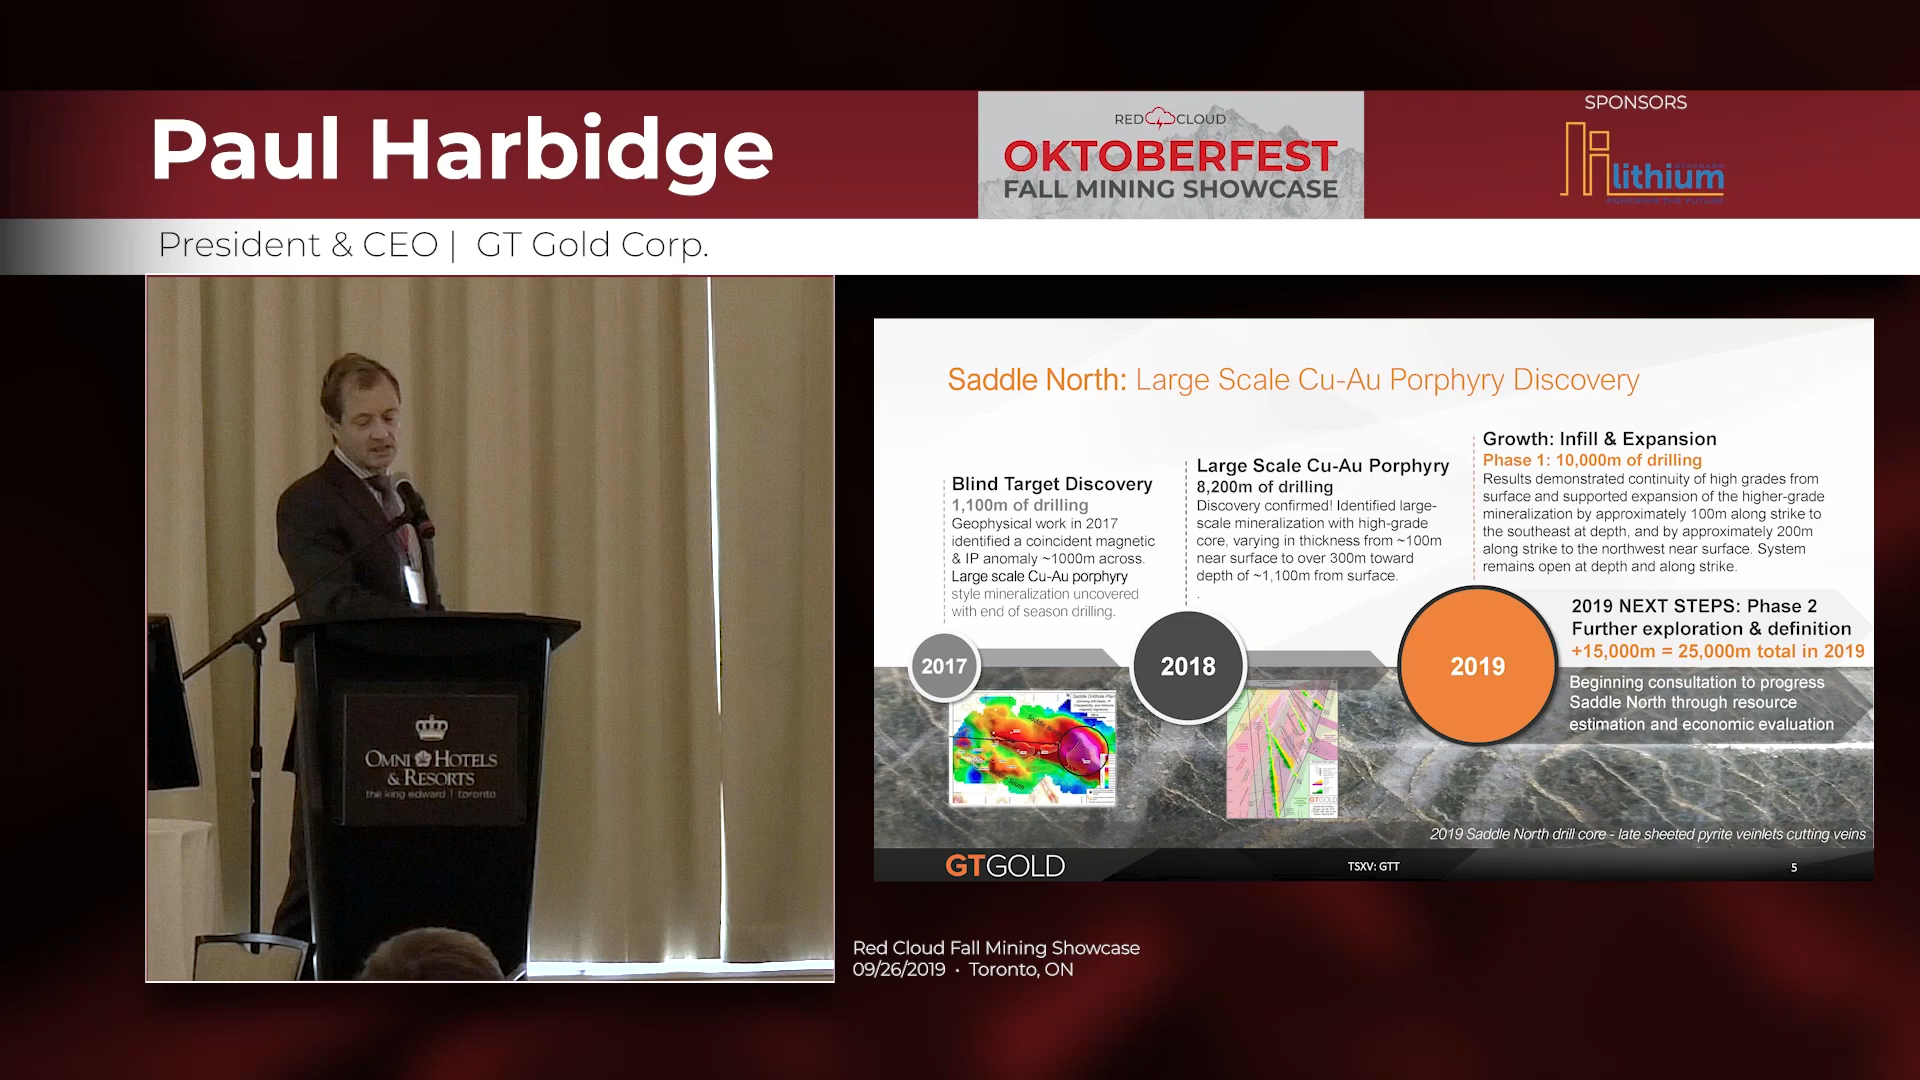 Paul Harbidge
President & CEO | GT Gold Corp.
RED CLOUD
OKTOBERFEST
FALL MINING SHOWCASE
SPONSORS
STANDARD
lithium
POWERING THE FUTURE
OMNI HOTELS
& RESORTS
the king edward | toronto
Saddle North: Large Scale Cu-Au Porphyry Discovery
Blind Target Discovery
1,100m of drilling
Geophysical work in 2017
identified a coincident magnetic
& IP anomaly ~1000m across.
Large scale Cu-Au porphyry
style mineralization uncovered
with end of season drilling.
2017
Large Scale Cu-Au Porphyry
8,200m of drilling
Discovery confirmed! Identified large-
scale mineralization with high-grade
core, varying in thickness from ~100m
near surface to over 300m toward
depth of ~1,100m from surface.
.
2018
Growth: Infill & Expansion
Phase 1: 10,000m of drilling
Results demonstrated continuity of high grades from
surface and supported expansion of the higher-grade
mineralization by approximately 100m along strike to
the southeast at depth, and by approximately 200m
along strike to the northwest near surface. System
remains open at depth and along strike.
2019
2019 NEXT STEPS: Phase 2
Further exploration & definition
+15,000m = 25,000m total in 2019
Beginning consultation to progress
Saddle North through resource
estimation and economic evaluation
2019 Saddle North drill core - late sheeted pyrite veinlets cutting veins
GTGOLD
TSXV: GTT
5
Red Cloud Fall Mining Showcase
09/26/2019 · Toronto, ON